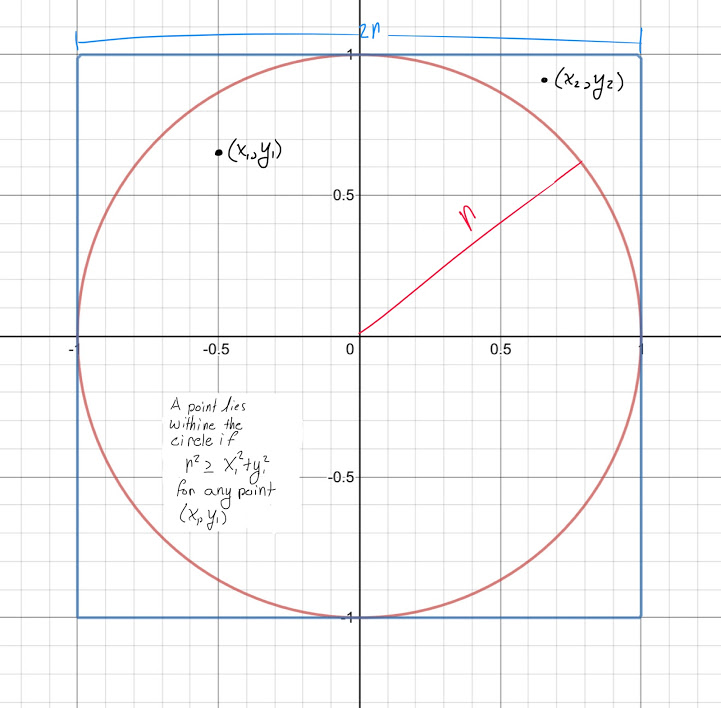 2r
1
(x₂,y₂)
(x₁,y₁)
0.5
r
-1
-0.5
0
0.5
1
A point lies
withine the
circle if
r² ≥ x₁²+y₁²
for any point
(x₁,y₁)
-0.5
-1